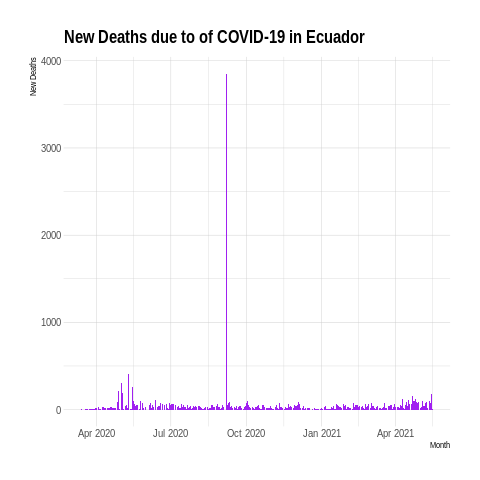 New Deaths due to of COVID-19 in Ecuador
New Deaths
4000
3000
2000
1000
0
Apr 2020 Jul 2020 Oct 2020 Jan 2021 Apr 2021
Month